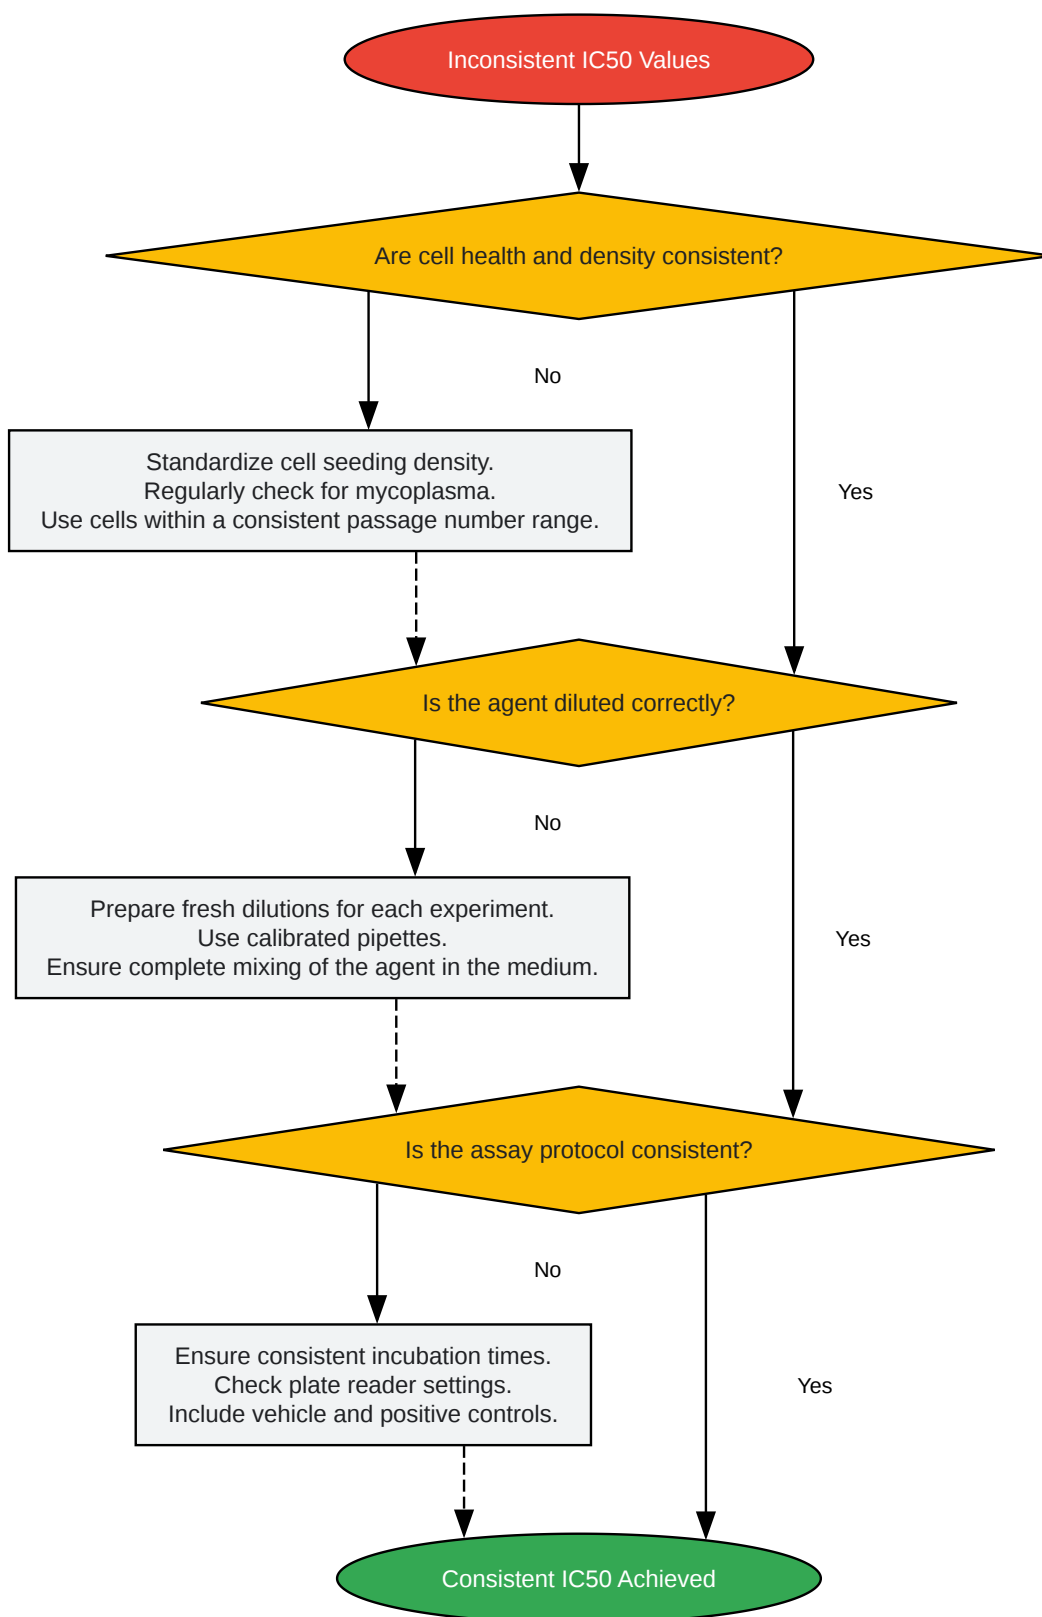 Inconsistent IC50 Values
Are cell health and density consistent?
No
Standardize cell seeding density.
Regularly check for mycoplasma.
Use cells within a consistent passage number range.
Yes
Is the agent diluted correctly?
No
Prepare fresh dilutions for each experiment.
Use calibrated pipettes.
Ensure complete mixing of the agent in the medium.
Yes
Is the assay protocol consistent?
No
Ensure consistent incubation times.
Check plate reader settings.
Include vehicle and positive controls.
Yes
Consistent IC50 Achieved